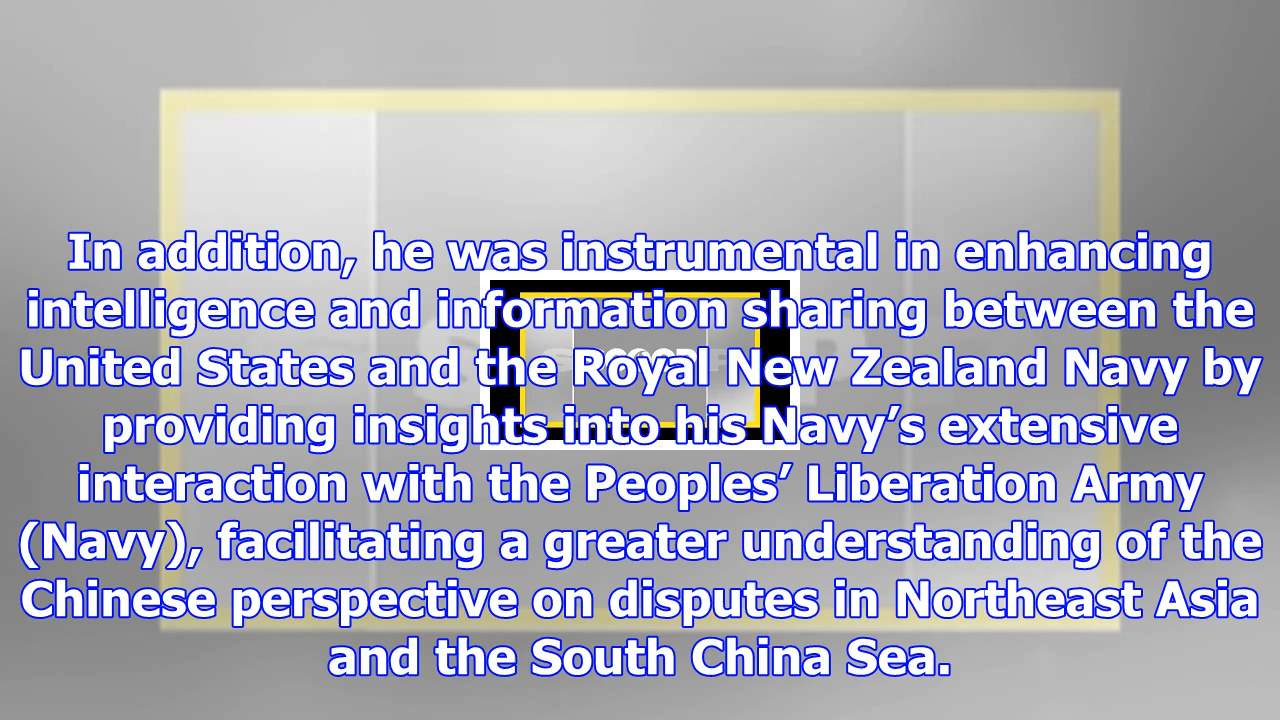 In addition, he was instrumental in enhancing
intelligence and information sharing between the
United States and the Royal New Zealand Navy by
providing insights into his Navy’s extensive
interaction with the Peoples’ Liberation Army
(Navy), facilitating a greater understanding of the
Chinese perspective on disputes in Northeast Asia
and the South China Sea.